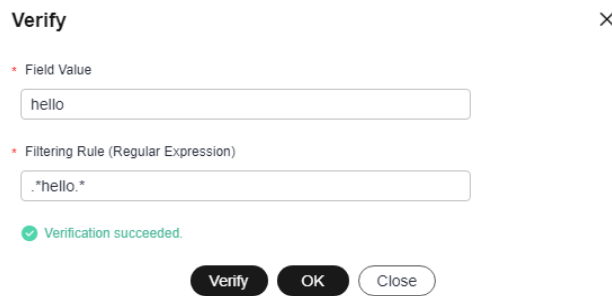 Verify
* Field Value
hello
* Filtering Rule (Regular Expression)
.*hello.*
Verification succeeded.
Verify OK Close